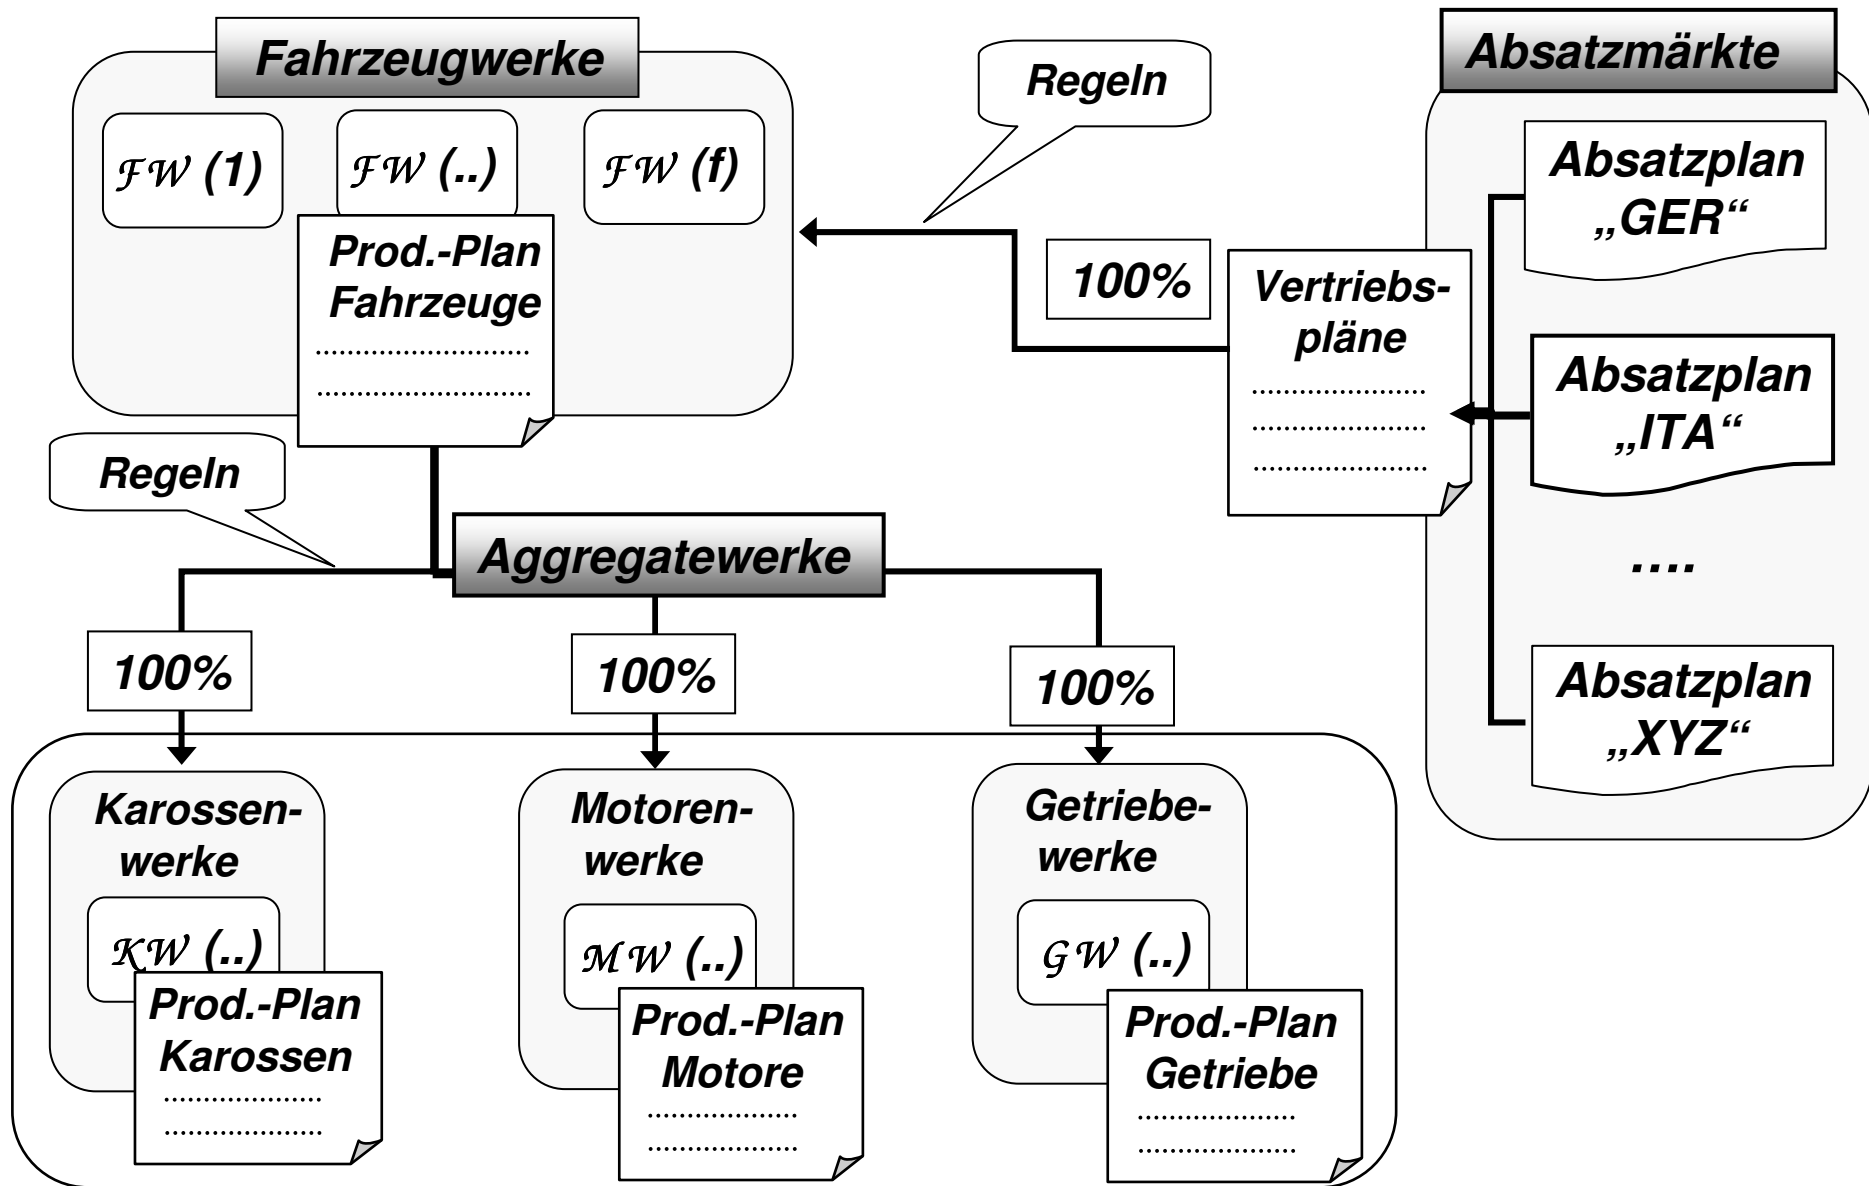 Fahrzeugwerke
FW (1)
FW (..)
FW (f)
Prod.-Plan
Fahrzeuge
............................
............................
Regeln
100%
Absatzmärkte
Absatzplan
„GER“
Absatzplan
„ITA“
....
Absatzplan
„XYZ“
Vertriebs-
pläne
.......................
.......................
.......................
Regeln
Aggregatewerke
100%
100%
100%
Karossen-
werke
KW (..)
Prod.-Plan
Karossen
.....................
.....................
Motoren-
werke
MW (..)
Prod.-Plan
Motore
....................
....................
Getriebe-
werke
GW (..)
Prod.-Plan
Getriebe
.....................
.....................